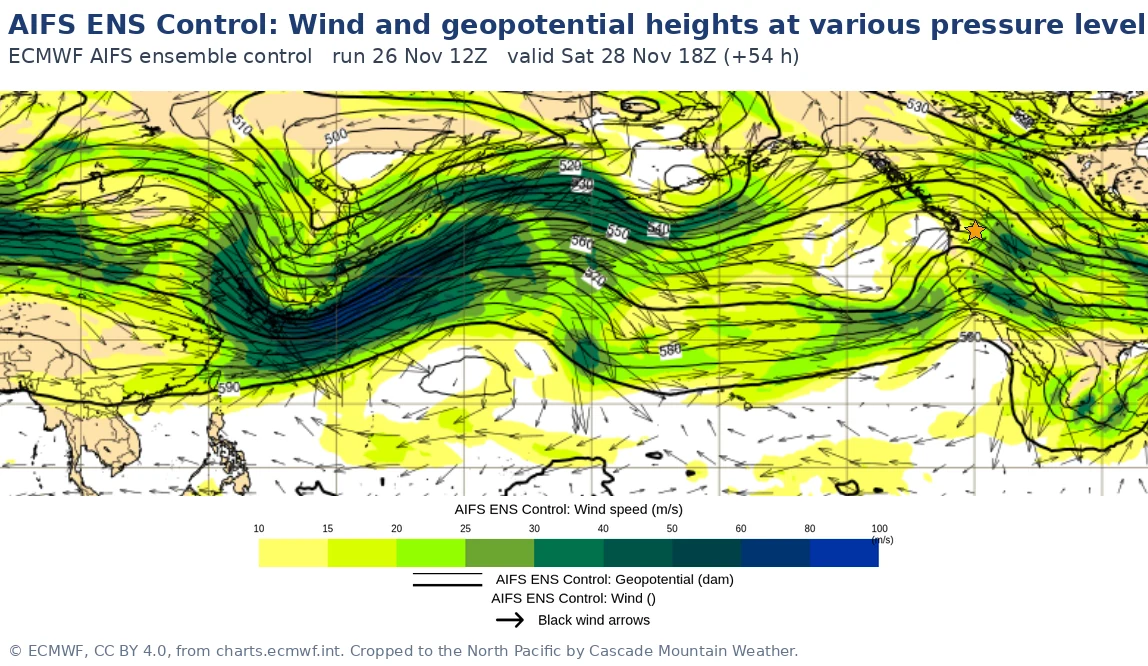 AIFS ENS Control: Wind and geopotential heights at various pressure level
ECMWF AIFS ensemble control run 26 Nov 12Z valid Sat 28 Nov 18Z (+54 h)
510
500
530
520
530
550
540
560
570
580
560
590
AIFS ENS Control: Wind speed (m/s)
10 15 20 25 30 40 50 60 80 100
(m/s)
AIFS ENS Control: Geopotential (dam)
AIFS ENS Control: Wind ()
Black wind arrows
© ECMWF, CC BY 4.0, from charts.ecmwf.int. Cropped to the North Pacific by Cascade Mountain Weather.